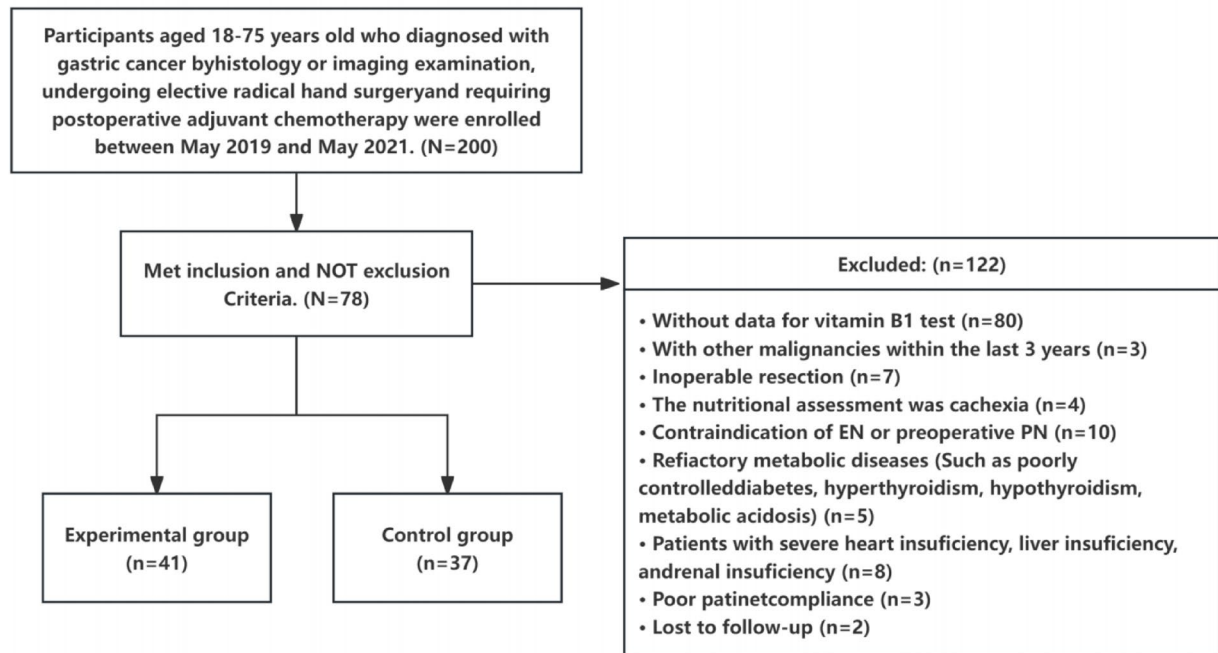 Participants aged 18-75 years old who diagnosed with
gastric cancer byhistology or imaging examination,
undergoing elective radical hand surgeryand requiring
postoperative adjuvant chemotherapy were enrolled
between May 2019 and May 2021. (N=200)
Met inclusion and NOT exclusion
Criteria. (N=78)
Excluded: (n=122)
• Without data for vitamin B1 test (n=80)
• With other malignancies within the last 3 years (n=3)
• Inoperable resection (n=7)
• The nutritional assessment was cachexia (n=4)
• Contraindication of EN or preoperative PN (n=10)
• Refiactory metabolic diseases (Such as poorly
controlleddiabetes, hyperthyroidism, hypothyroidism,
metabolic acidosis) (n=5)
• Patients with severe heart insuficiency, liver insuficiency,
andrenal insuficiency (n=8)
• Poor patinetcompliance (n=3)
• Lost to follow-up (n=2)
Experimental group
(n=41)
Control group
(n=37)